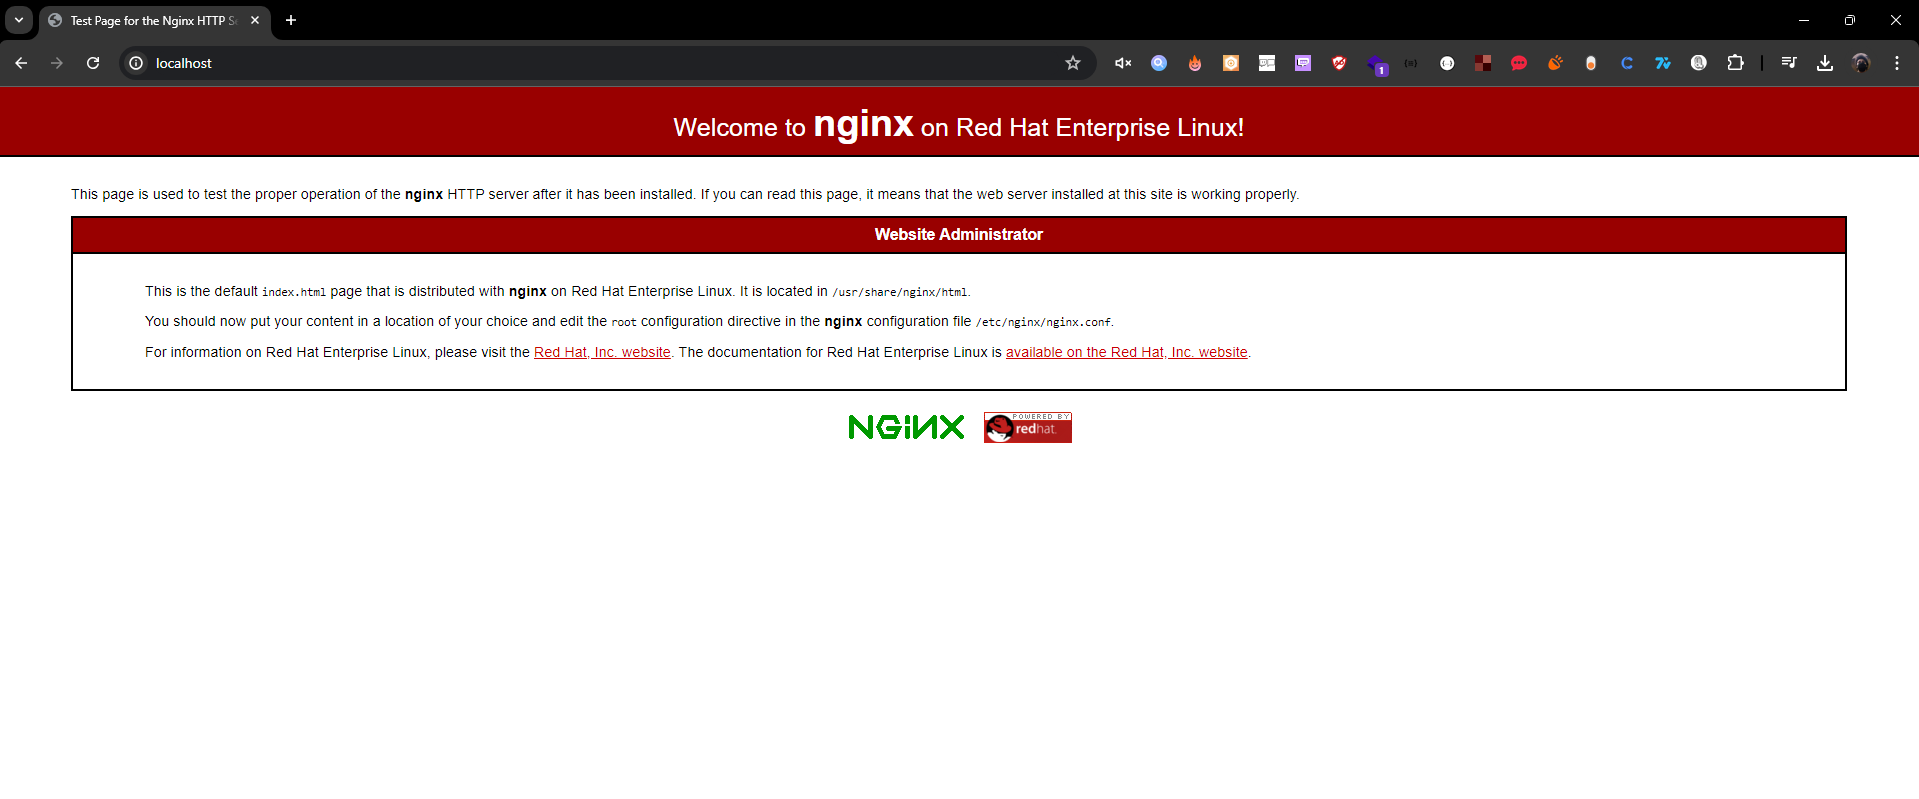 Test Page for the Nginx HTTP S
localhost
1
Welcome to nginx on Red Hat Enterprise Linux!
This page is used to test the proper operation of the nginx HTTP server after it has been installed. If you can read this page, it means that the web server installed at this site is working properly.
Website Administrator
This is the default index.html page that is distributed with nginx on Red Hat Enterprise Linux. It is located in /usr/share/nginx/html.
You should now put your content in a location of your choice and edit the root configuration directive in the nginx configuration file /etc/nginx/nginx.conf.
For information on Red Hat Enterprise Linux, please visit the Red Hat, Inc. website. The documentation for Red Hat Enterprise Linux is available on the Red Hat, Inc. website.
NGINX
POWERED BY
redhat.